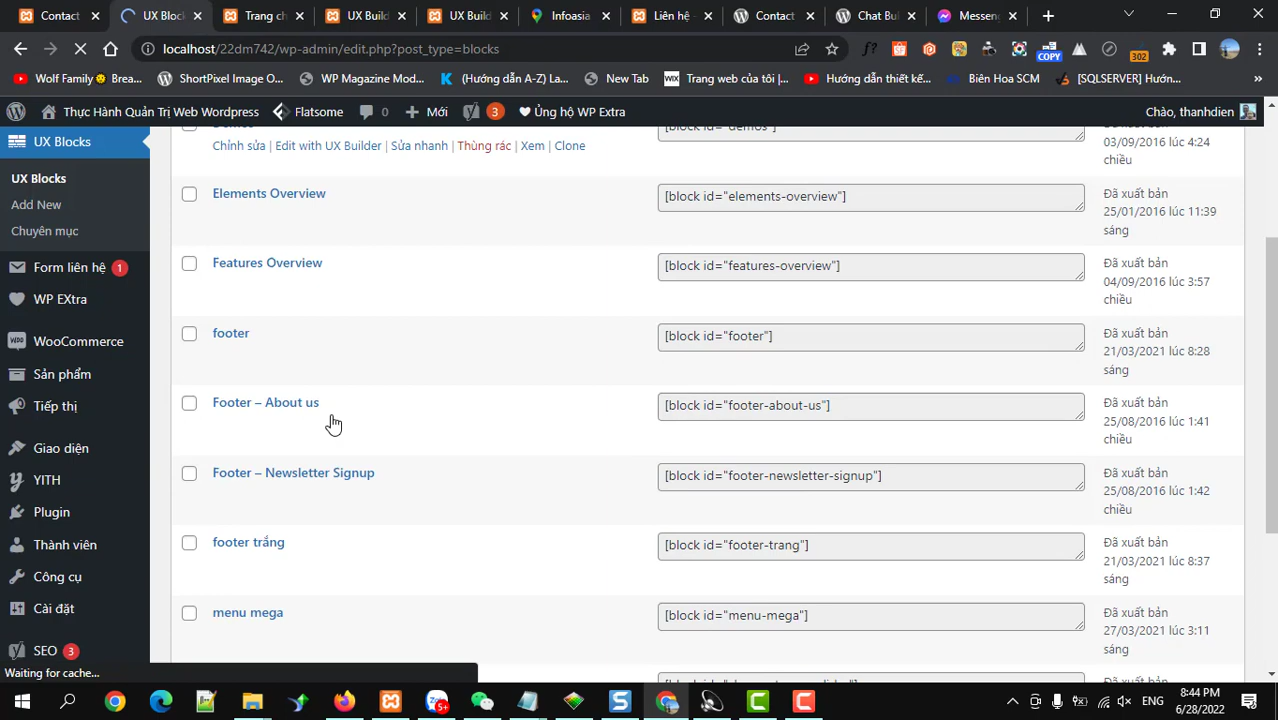 Contact
UX Block
Trang ch
UX Build
UX Build
Infoasia
Liên hệ -
Contact
Chat Bu
Messen
localhost/22dm742/wp-admin/edit.php?post_type=blocks
COPY
302
Wolf Family Brea...
ShortPixel Image O...
WP Magazine Mod...
(Hướng dẫn A-Z) La...
New Tab
WIX
Trang web của tôi |...
Hướng dẫn thiết kế...
Biên Hoa SCM
[SQLSERVER] Hướn...
Thực Hành Quản Trị Web Wordpress
Flatsome
0
Mới
3
Ủng hộ WP Extra
Chào, thanhdien
UX Blocks
UX Blocks
Add New
Chuyên mục
Form liên hệ 1
WP EXtra
WooCommerce
Sản phẩm
Tiếp thị
Giao diện
YITH
Plugin
Thành viên
Công cụ
Cài đặt
SEO 3
Demos
[block id="demos"]
Chỉnh sửa | Edit with UX Builder | Sửa nhanh | Thùng rác | Xem | Clone
03/09/2016 lúc 4:24
chiều
Elements Overview
[block id="elements-overview"]
Đã xuất bản
25/01/2016 lúc 11:39
sáng
Features Overview
[block id="features-overview"]
Đã xuất bản
04/09/2016 lúc 3:57
chiều
footer
[block id="footer"]
Đã xuất bản
21/03/2021 lúc 8:28
sáng
Footer – About us
[block id="footer-about-us"]
Đã xuất bản
25/08/2016 lúc 1:41
chiều
Footer – Newsletter Signup
[block id="footer-newsletter-signup"]
Đã xuất bản
25/08/2016 lúc 1:42
chiều
footer trắng
[block id="footer-trang"]
Đã xuất bản
21/03/2021 lúc 8:37
sáng
menu mega
[block id="menu-mega"]
Đã xuất bản
27/03/2021 lúc 3:11
sáng
Waiting for cache...
5+
ENG
8:44 PM
6/28/2022